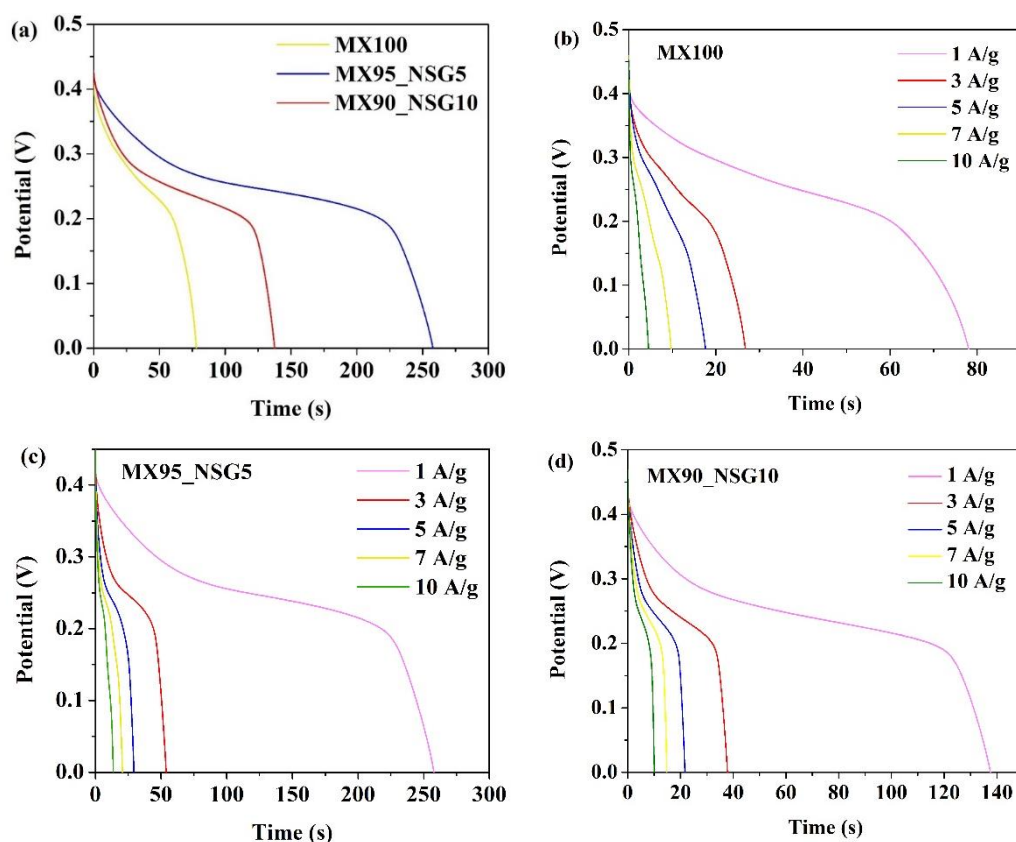 (a)
0.5
0.4
0.3
0.2
0.1
0.0
Potential (V)
MX100
MX95_NSG5
MX90_NSG10
0 50 100 150 200 250 300
Time (s)
(b)
0.5
0.4
0.3
0.2
0.1
0.0
Potential (V)
MX100
1 A/g
3 A/g
5 A/g
7 A/g
10 A/g
0 20 40 60 80
Time (s)
(c)
0.4
0.3
0.2
0.1
0.0
Potential (V)
MX95_NSG5
1 A/g
3 A/g
5 A/g
7 A/g
10 A/g
0 50 100 150 200 250 300
Time (s)
(d)
0.5
0.4
0.3
0.2
0.1
0.0
Potential (V)
MX90_NSG10
1 A/g
3 A/g
5 A/g
7 A/g
10 A/g
0 20 40 60 80 100 120 140
Time (s)